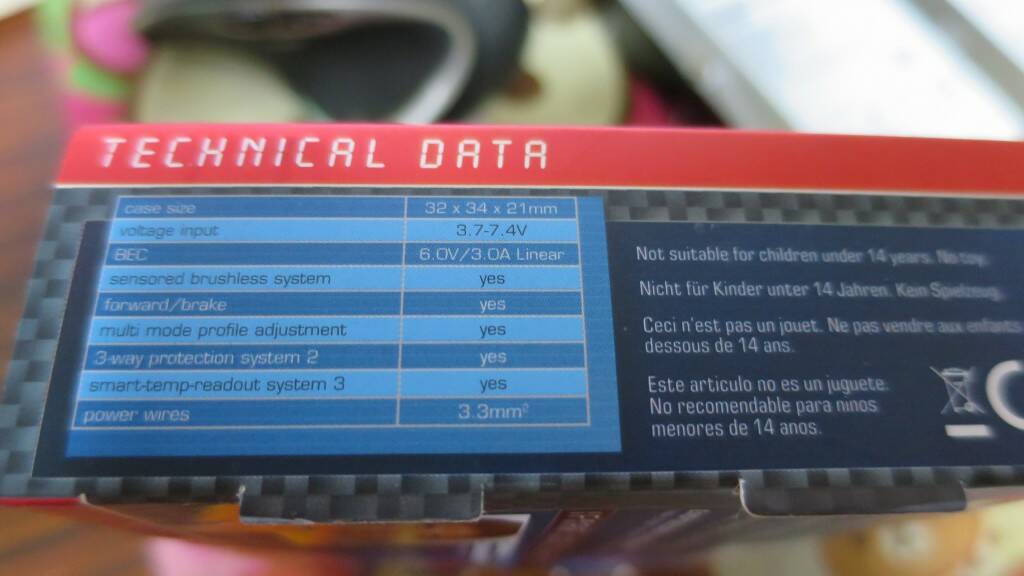 TECHNICAL DATA
case size 32 x 34 x 21mm
voltage input 3.7-7.4V
BEC 6.0V/3.0A Linear
sensored brushless system yes
forward/brake yes
multi mode profile adjustment yes
3-way protection system 2 yes
smart-temp-readout system 3 yes
power wires 3.3mm²
Not suitable for children under 14 years. No toy.
Nicht für Kinder unter 14 Jahren. Kein Spielzeug.
Ceci n'est pas un jouet. Ne pas vendre aux enfants
dessous de 14 ans.
Este articulo no es un juguete.
No recomendable para ninos
menores de 14 anos.
CE